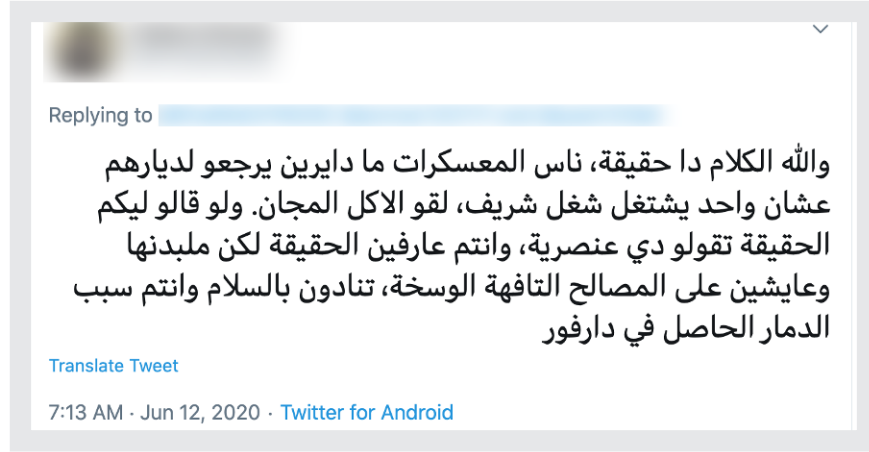 Replying to
والله الكلام دا حقيقة، ناس المعسكرات ما دايرين يرجعو لديارهم
عشان واحد يشتغل شغل شريف، لقو الاكل المجان. ولو قالو ليكم
الحقيقة تقولو دي عنصرية، وانتم عارفين الحقيقة لكن ملبدنها
وعايشين على المصالح التافهة الوسخة، تنادون بالسلام وانتم سبب
الدمار الحاصل في دارفور
Translate Tweet
7:13 AM · Jun 12, 2020 · Twitter for Android